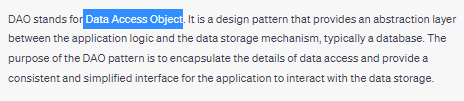 DAO stands for Data Access Object. It is a design pattern that provides an abstraction layer
between the application logic and the data storage mechanism, typically a database. The
purpose of the DAO pattern is to encapsulate the details of data access and provide a
consistent and simplified interface for the application to interact with the data storage.